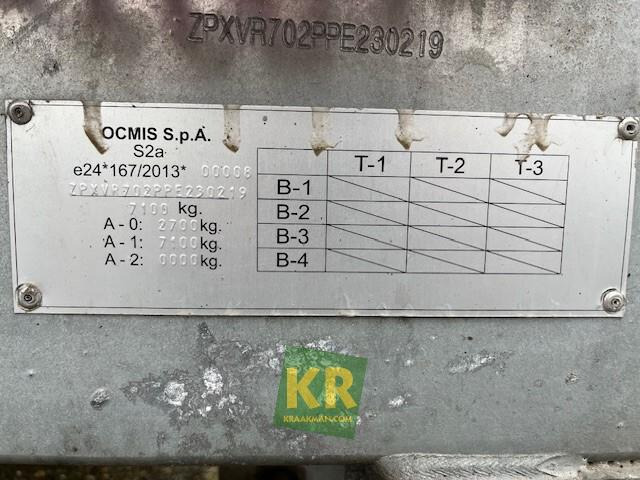 ZPXVR702PPE230219
OCMIS S.p.A.
S2a
e24*167/2013* 00008
ZPXVR702PPE230219
7100 kg.
A - 0: 2700 kg.
A - 1: 7100 kg.
A - 2: 0000 kg.
T-1 T-2 T-3
B-1
B-2
B-3
B-4
KR
KRAAKMAN.COM